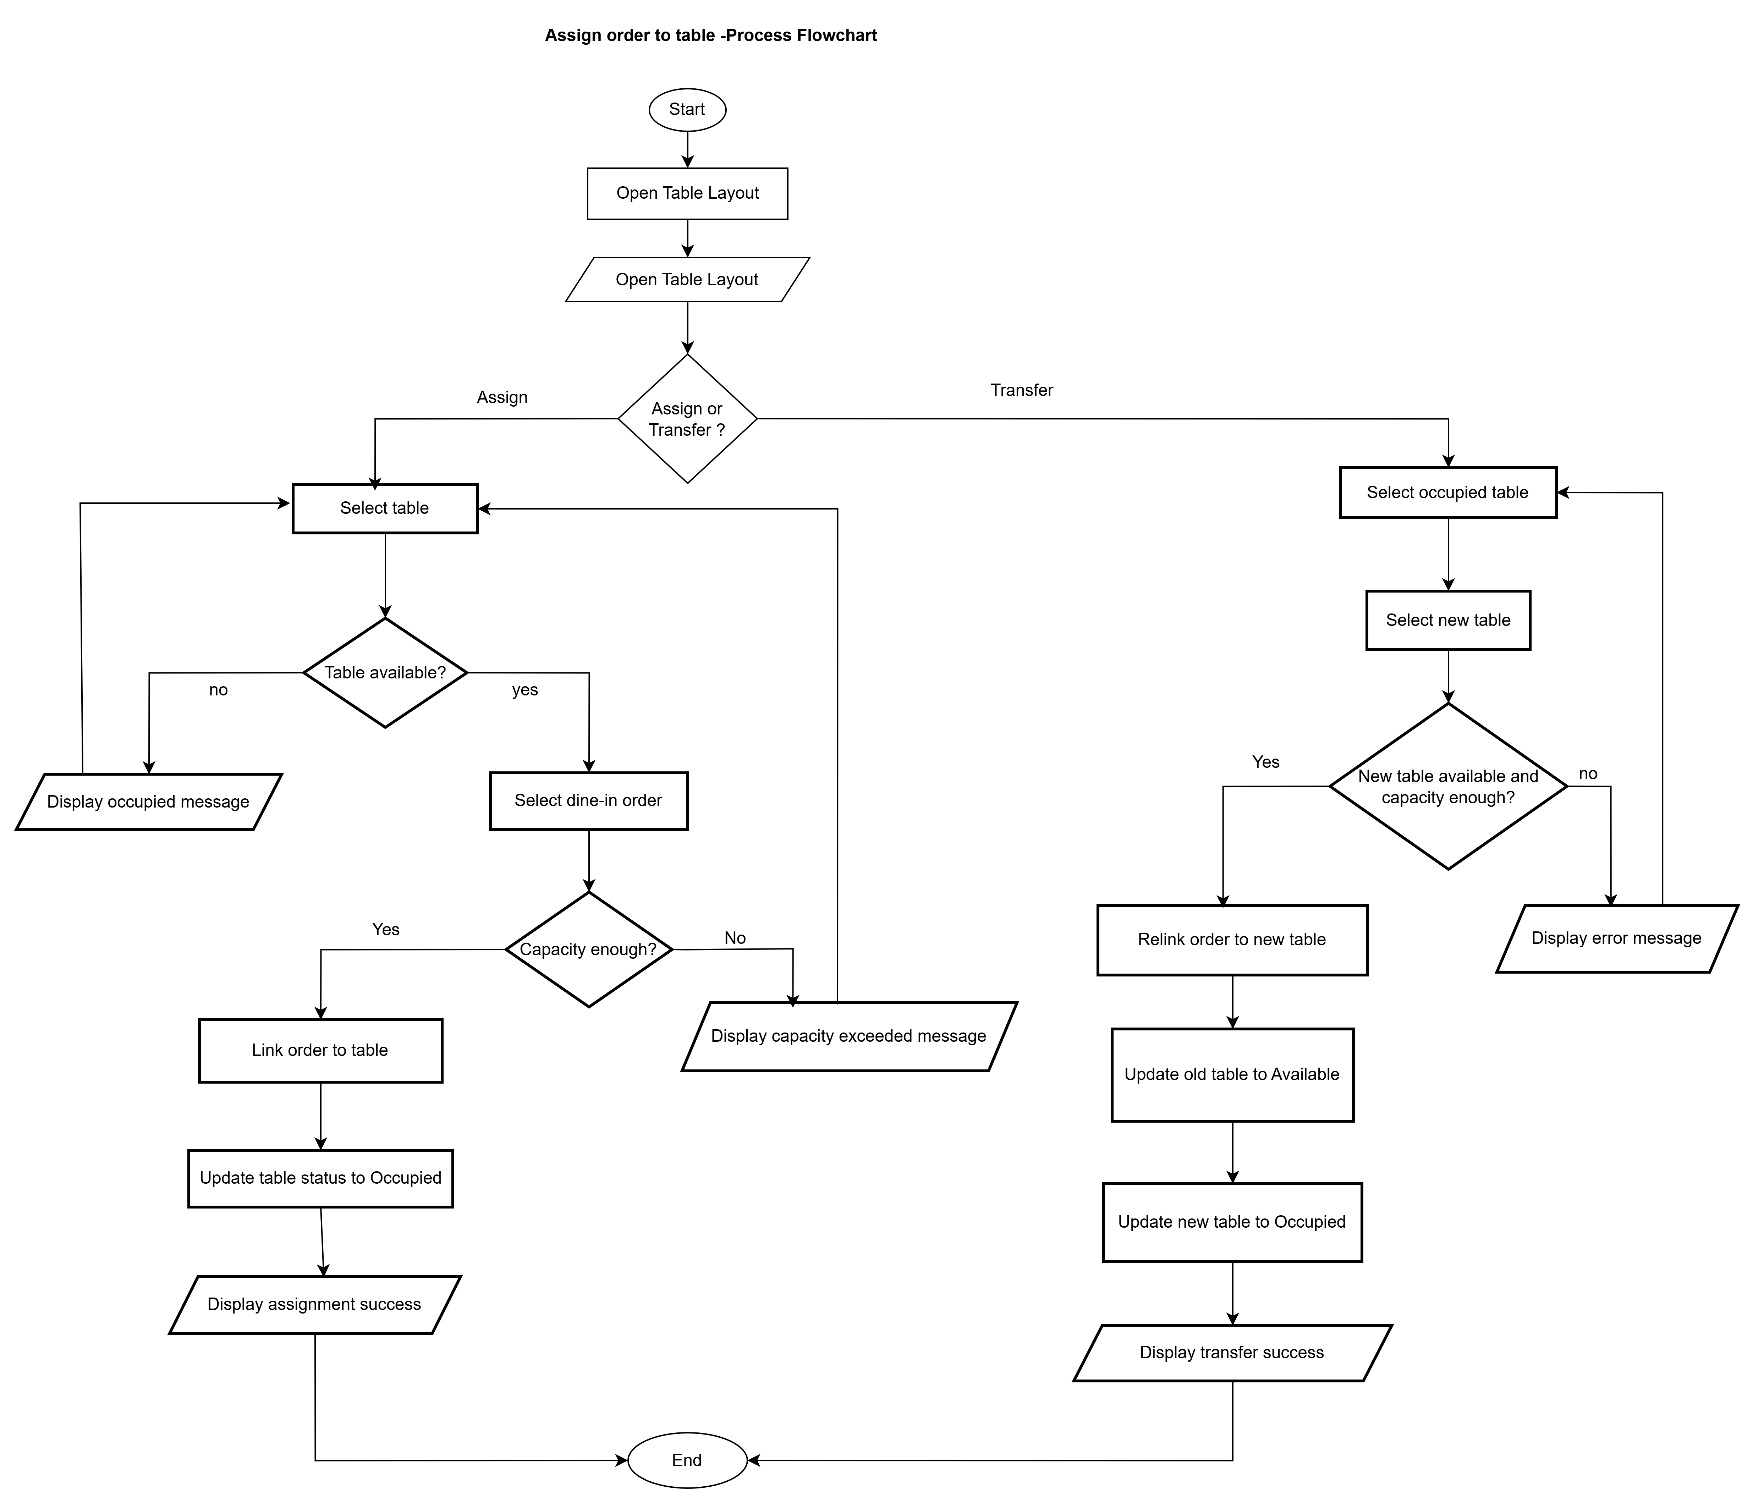 Assign order to table -Process Flowchart
Start
Open Table Layout
Open Table Layout
Assign
Transfer
Assign or
Transfer ?
Select table
Select occupied table
Select new table
Table available?
no
yes
Yes
New table available and
capacity enough?
no
Display occupied message
Select dine-in order
Yes
Capacity enough?
No
Relink order to new table
Display error message
Link order to table
Display capacity exceeded message
Update old table to Available
Update table status to Occupied
Update new table to Occupied
Display assignment success
Display transfer success
End